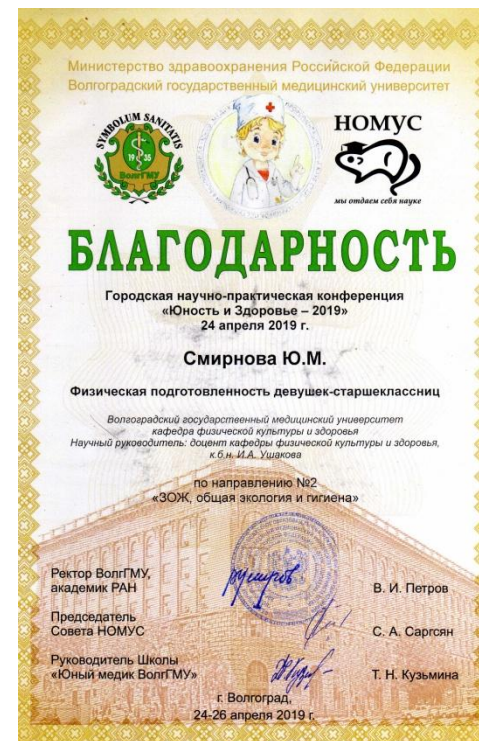 Министерство здравоохранения Российской Федерации
Волгоградский государственный медицинский университет
SYMBOLUM SANITATIS
19 35
ВолгГМУ
НОМУС
мы отдаем себя науке
БЛАГОДАРНОСТЬ
Городская научно-практическая конференция
«Юность и Здоровье – 2019»
24 апреля 2019 г.
Смирнова Ю.М.
Физическая подготовленность девушек-старшеклассниц
Волгоградский государственный медицинский университет
кафедра физической культуры и здоровья
Научный руководитель: доцент кафедры физической культуры и здоровья,
к.б.н. И.А. Ушакова
по направлению №2
«ЗОЖ, общая экология и гигиена»
Ректор ВолгГМУ,
академик РАН
В. И. Петров
Председатель
Совета НОМУС
С. А. Саргсян
Руководитель Школы
«Юный медик ВолгГМУ»
Т. Н. Кузьмина
г. Волгоград,
24-26 апреля 2019 г.